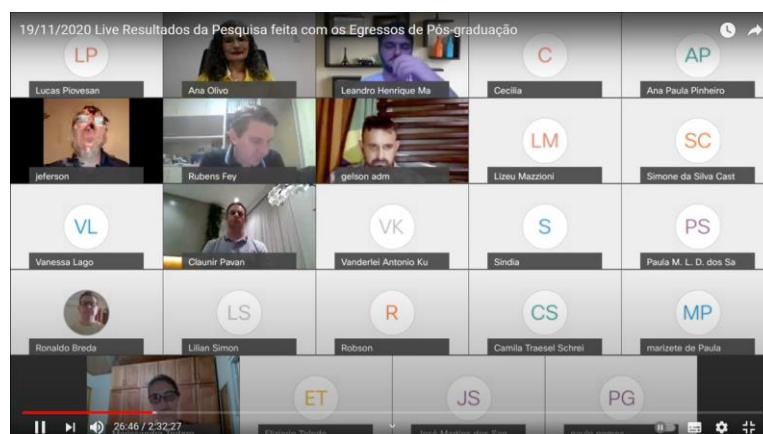 19/11/2020 Live Resultados da Pesquisa feita com os Egressos de Pós-graduação
LP
C
AP
Lucas Piovesan
Ana Olivo
Leandro Henrique Ma
Cecilia
Ana Paula Pinheiro
LM
SC
jeferson
Rubens Fey
gelson adm
Lizeu Mazzioni
Simone da Silva Cast
VL
VK
S
PS
Vanessa Lago
Claunir Pavan
Vanderlei Antonio Ku
Sindia
Paula M. L. D. dos Sa
LS
R
CS
MP
Ronaldo Breda
Lilian Simon
Robson
Camila Traesel Schrei
marizete de Paula
ET
JS
PG
26:46 / 2:32:27